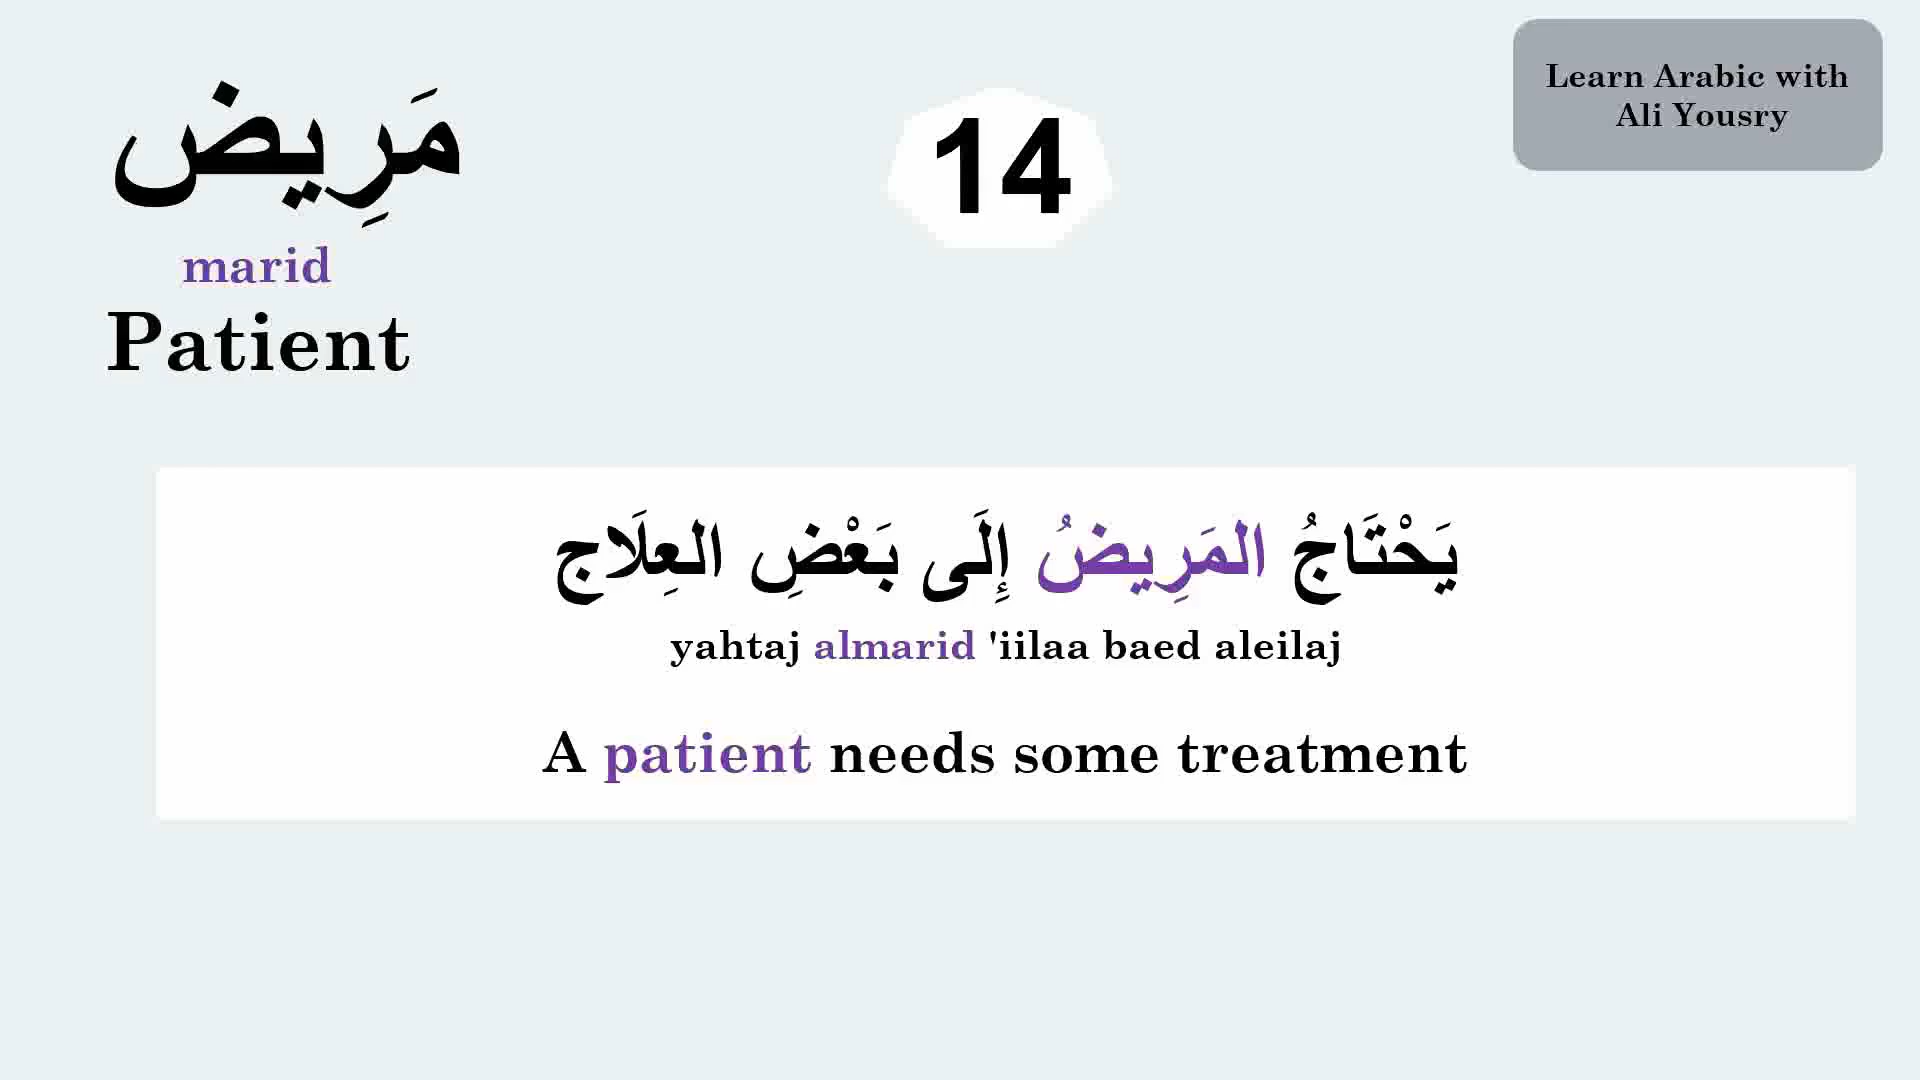 مَرِيض
marid
Patient
14
Learn Arabic with
Ali Yousry
يَحْتَاجُ المَرِيضُ إِلَى بَعْضِ العِلَاج
yahtaj almarid 'iilaa baed aleilaj
A patient needs some treatment